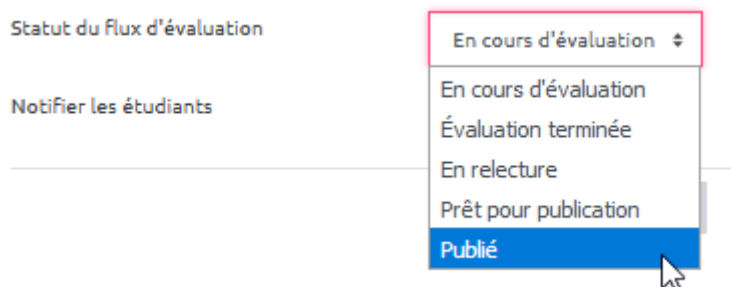 Statut du flux d'évaluation
En cours d'évaluation
Notifier les étudiants
En cours d'évaluation
Évaluation terminée
En relecture
Prêt pour publication
Publié